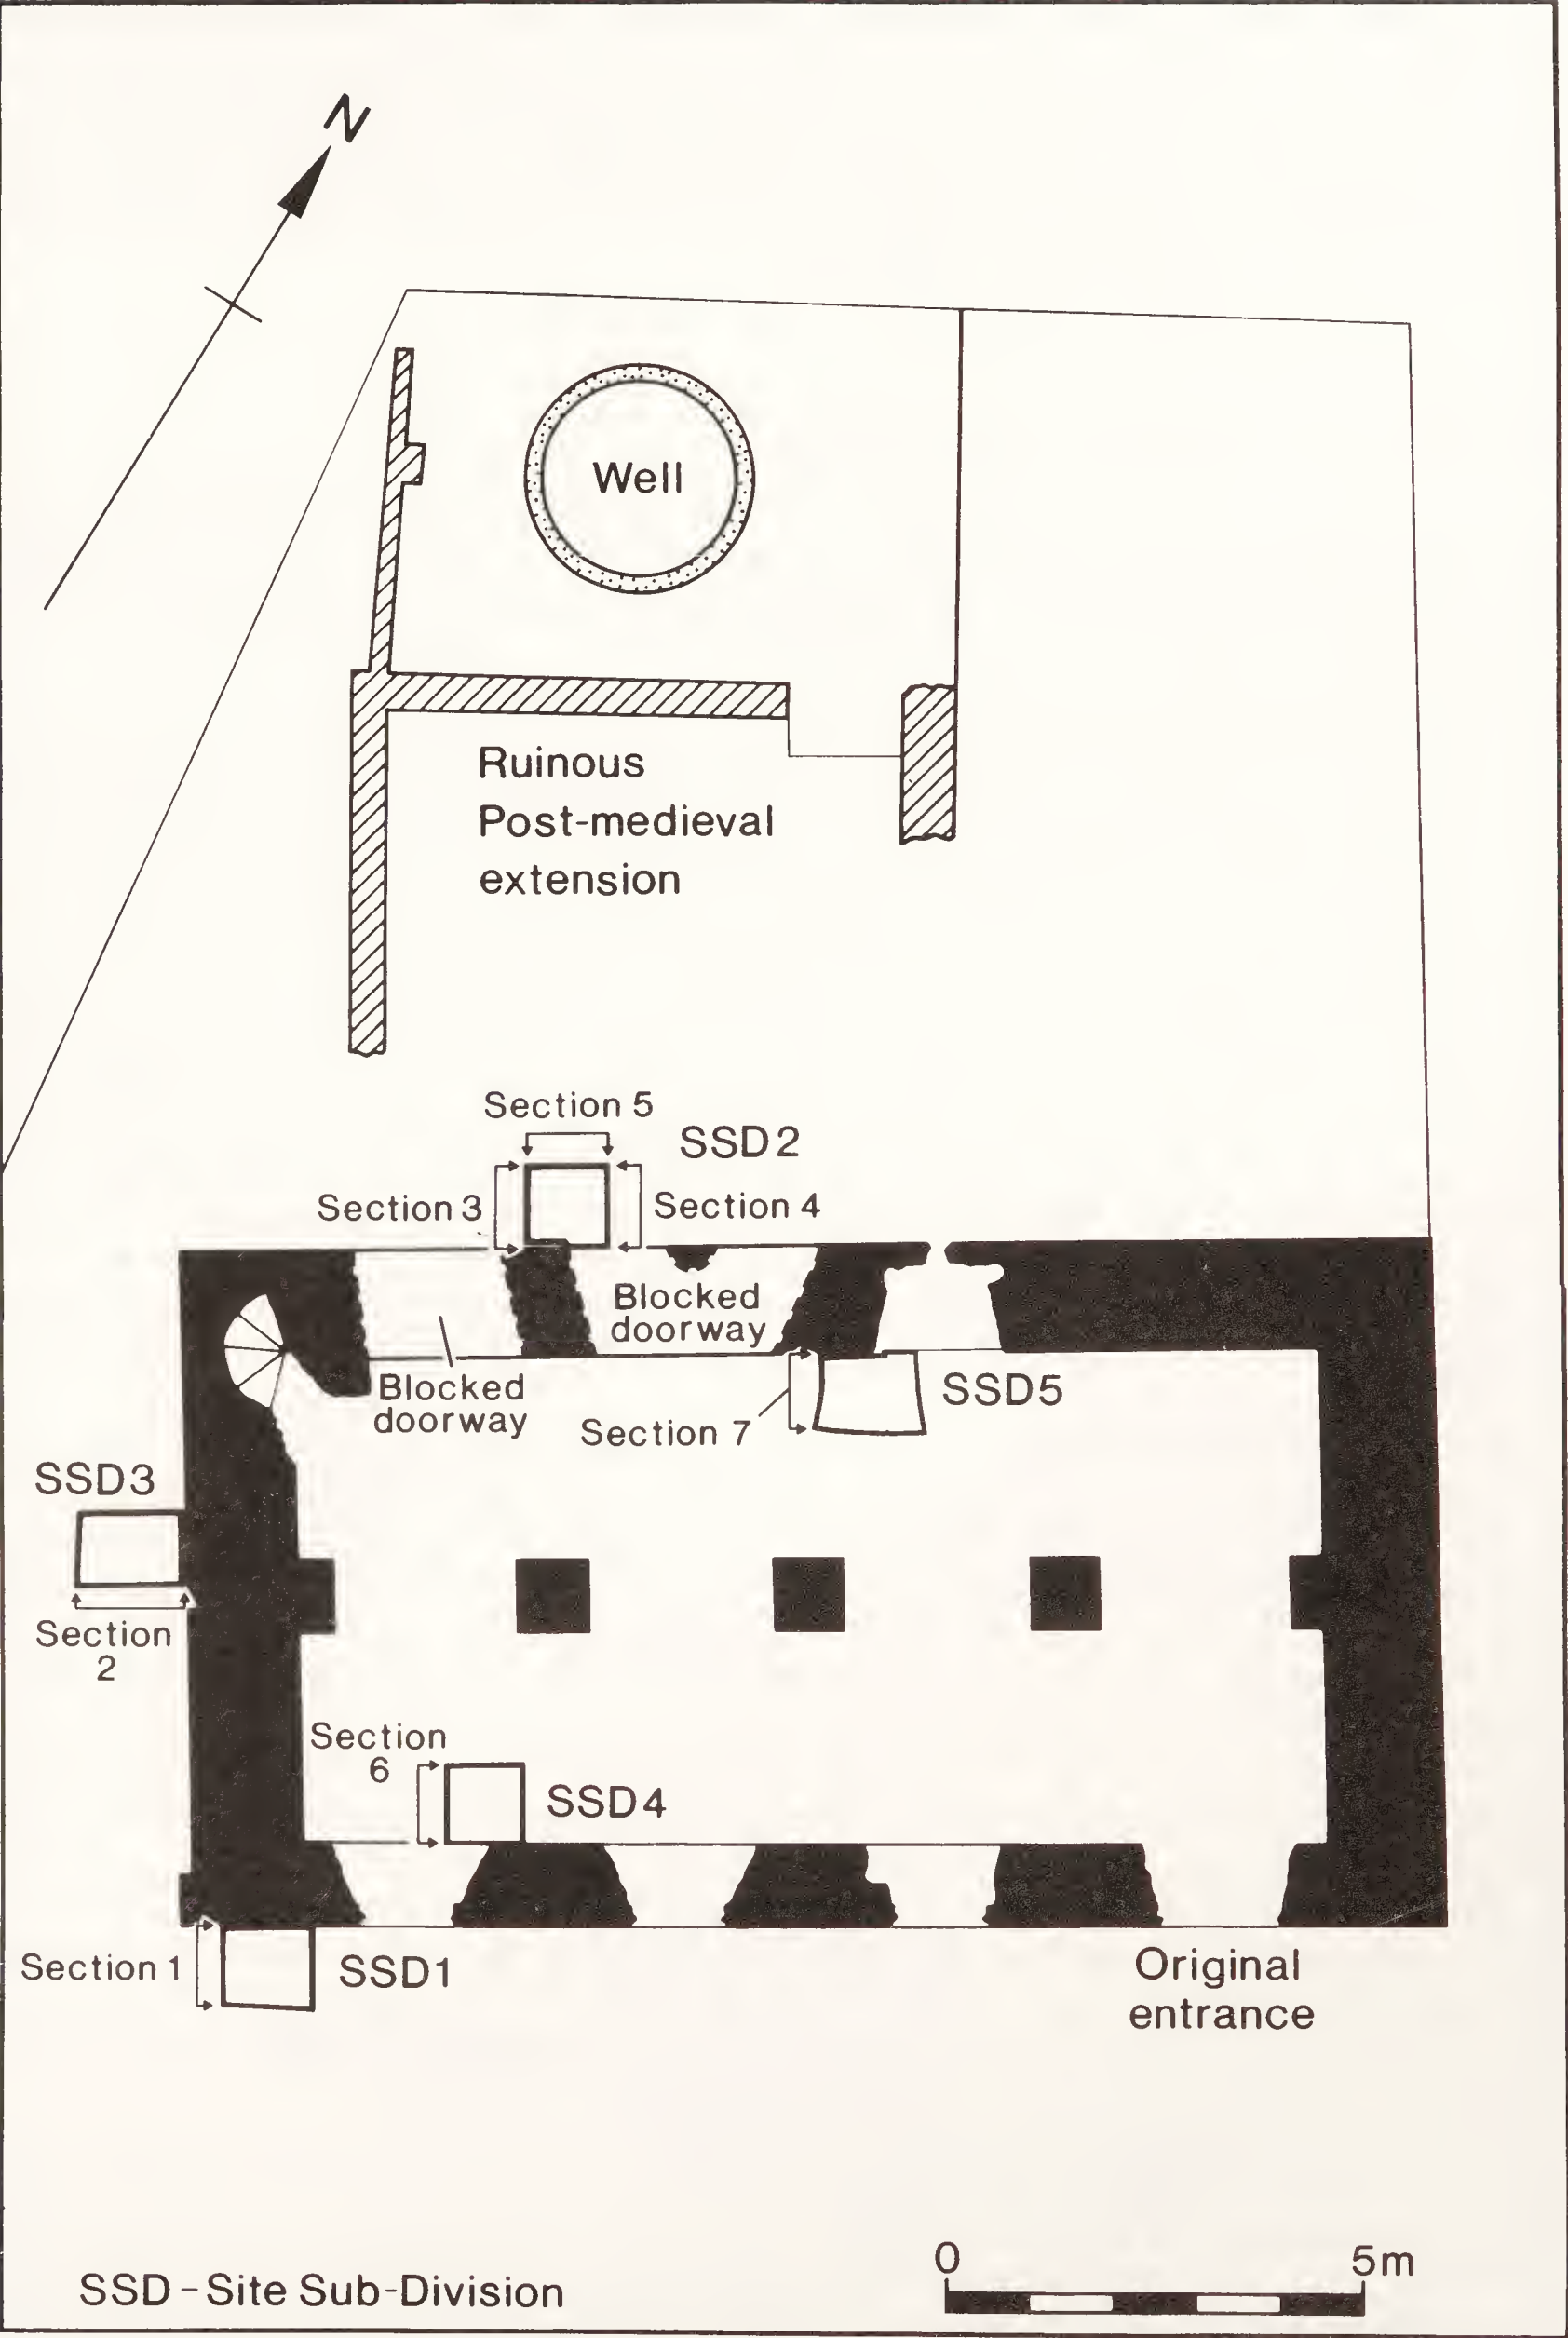 N
Well
Ruinous
Post-medieval
extension
Section 5
SSD2
Section 3
Section 4
Blocked
doorway
Blocked
doorway
SSD5
Section 7
SSD3
Section
2
Section
6
SSD4
Section 1
SSD1
Original
entrance
0
5m
SSD - Site Sub-Division